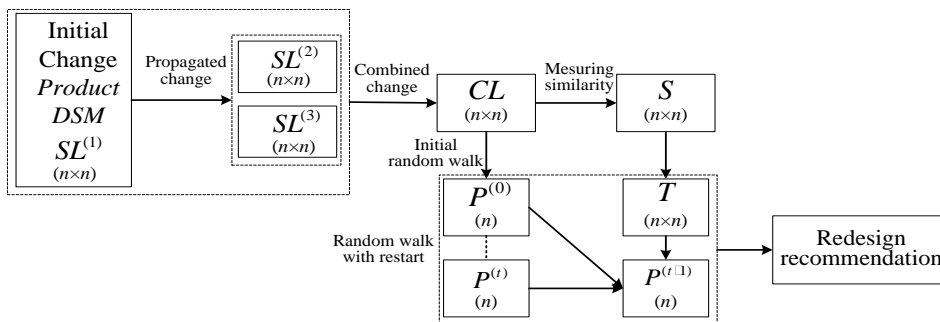 Initial
Change
Product
DSM
SL^{(1)}
(n×n)
Propagated
change
SL^{(2)}
(n×n)
SL^{(3)}
(n×n)
Combined
change
CL
(n×n)
Mesuring
similarity
S
(n×n)
Initial
random walk
P^{(0)}
(n)
T
(n×n)
Random walk
with restart
P^{(t)}
(n)
P^{(t□1)}
(n)
Redesign
recommendation